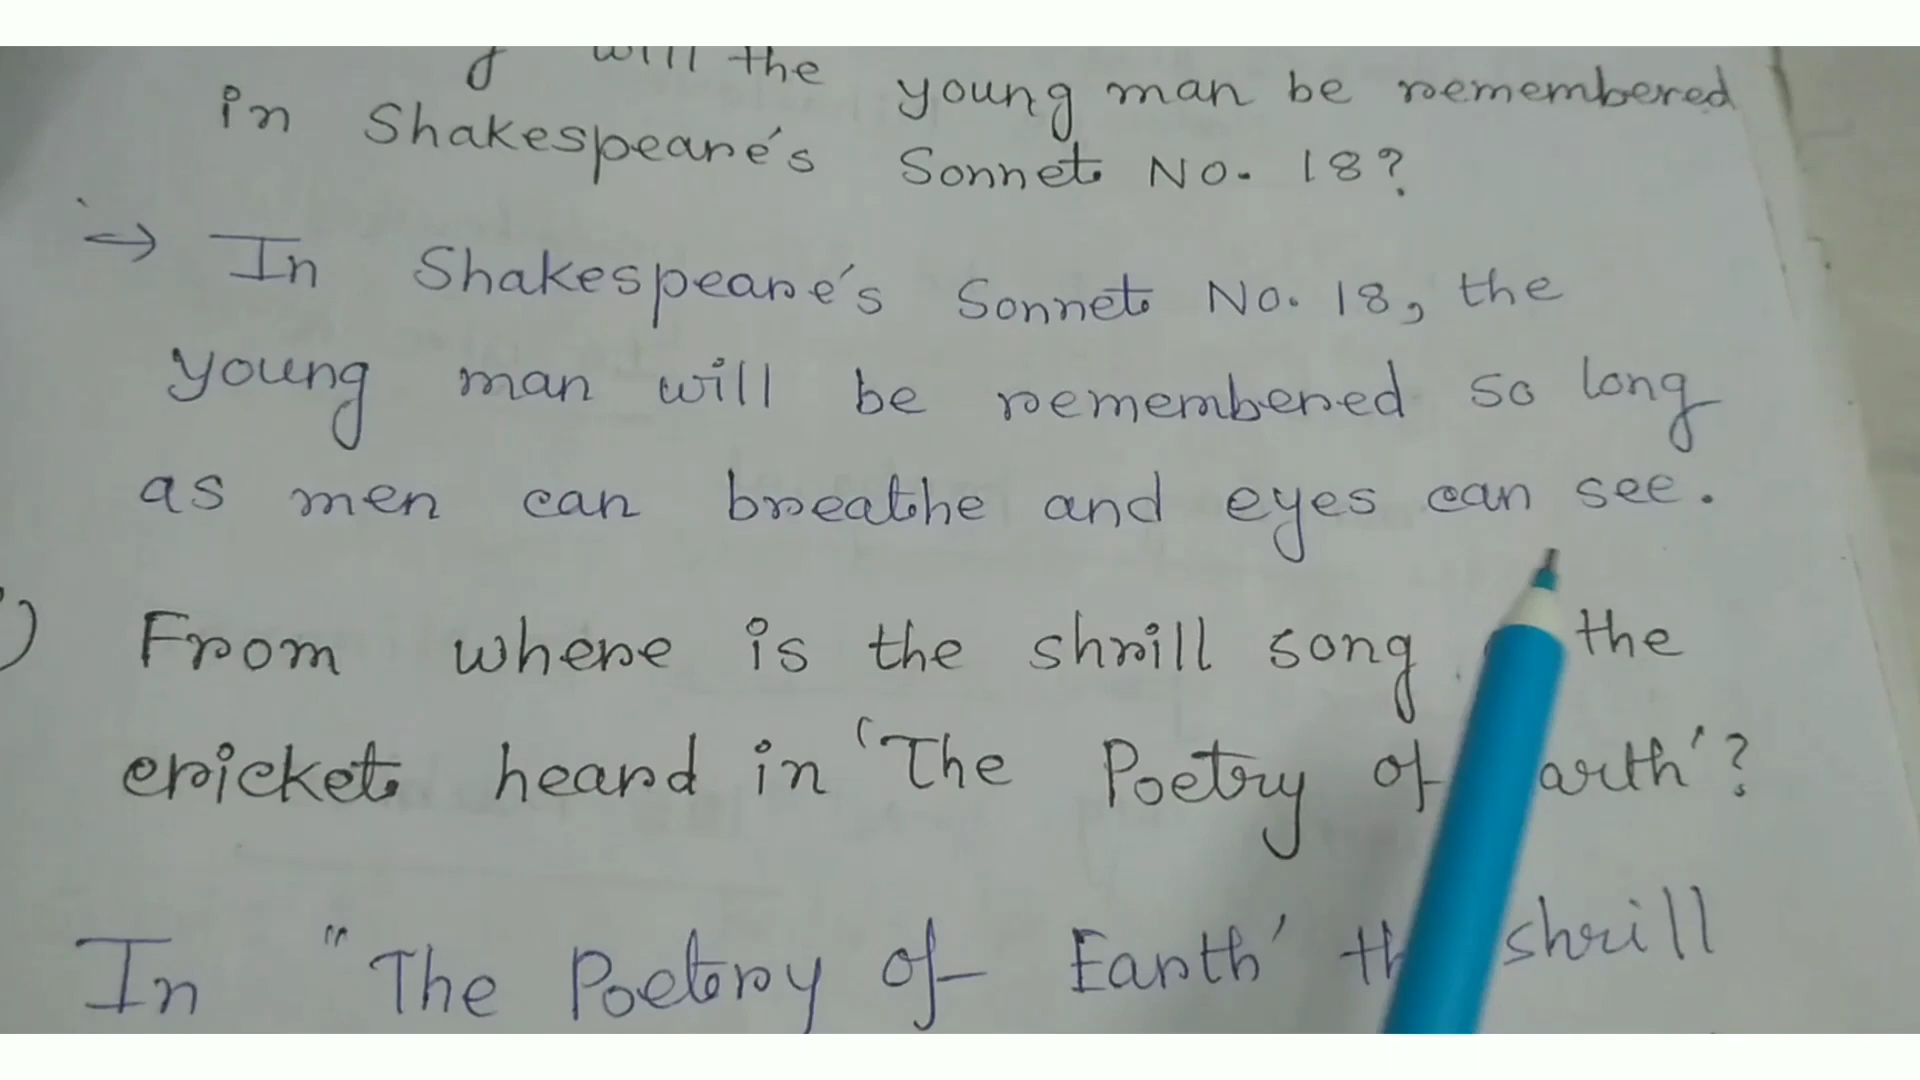 will the young man be remembered
in Shakespeare's Sonnet No. 18?
→ In Shakespeare's Sonnet No. 18, the
young man will be remembered so long
as men can breathe and eyes can see.
) From where is the shrill song the
cricket heard in 'The Poetry of arth'?
In "The Poetry of Earth' th shrill